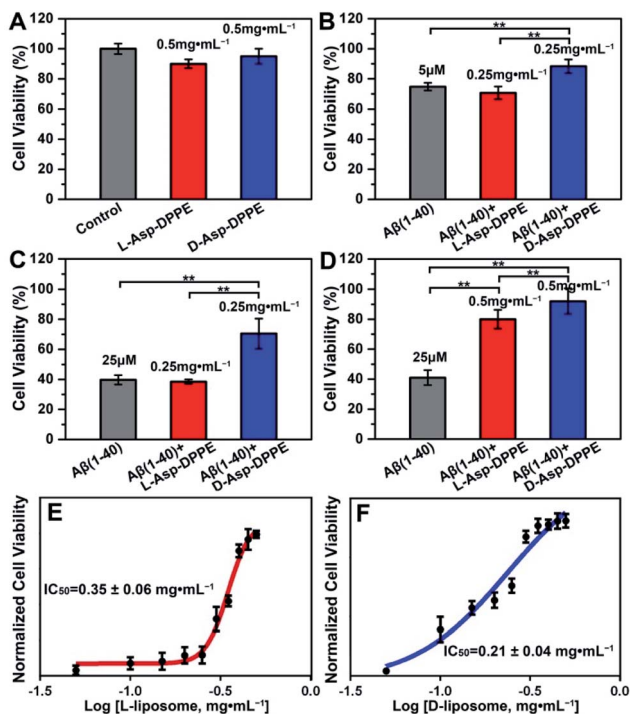 A
Cell Viability (%)
120
100
80
60
40
20
0
0.5mg•mL⁻¹
0.5mg•mL⁻¹
Control
L-Asp-DPPE
D-Asp-DPPE
B
Cell Viability (%)
120
100
80
60
40
20
0
**
**
5μM
0.25mg•mL⁻¹
0.25mg•mL⁻¹
Aβ(1-40)
Aβ(1-40)+
L-Asp-DPPE
Aβ(1-40)+
D-Asp-DPPE
C
Cell Viability (%)
120
100
80
60
40
20
0
**
**
25μM
0.25mg•mL⁻¹
0.25mg•mL⁻¹
Aβ(1-40)
Aβ(1-40)+
L-Asp-DPPE
Aβ(1-40)+
D-Asp-DPPE
D
Cell Viability (%)
120
100
80
60
40
20
0
**
**
**
25μM
0.5mg•mL⁻¹
0.5mg•mL⁻¹
Aβ(1-40)
Aβ(1-40)+
L-Asp-DPPE
Aβ(1-40)+
D-Asp-DPPE
E
Normalized Cell Viability
IC50=0.35 ± 0.06 mg•mL⁻¹
-1.5 -1.0 -0.5 0.0
Log [L-liposome, mg•mL⁻¹]
F
Normalized Cell Viability
IC50=0.21 ± 0.04 mg•mL⁻¹
-1.5 -1.0 -0.5 0.0
Log [D-liposome, mg•mL⁻¹]